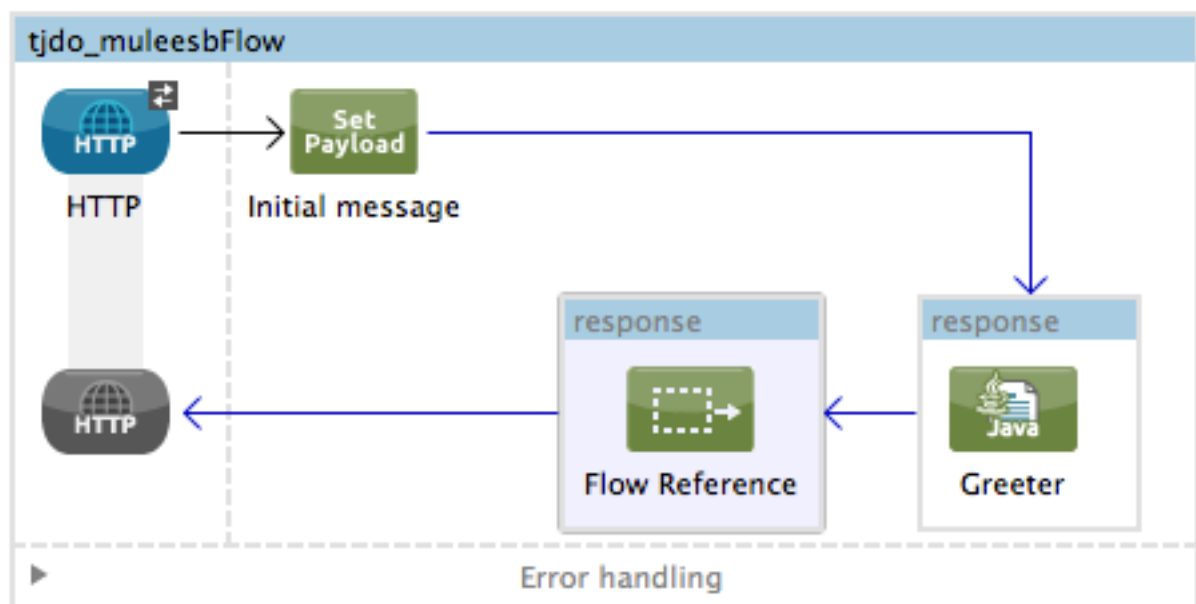 tjdo_muleesbFlow
HTTP
HTTP
Set
Payload
Initial message
response
Flow Reference
response
Java
Greeter
HTTP
Error handling